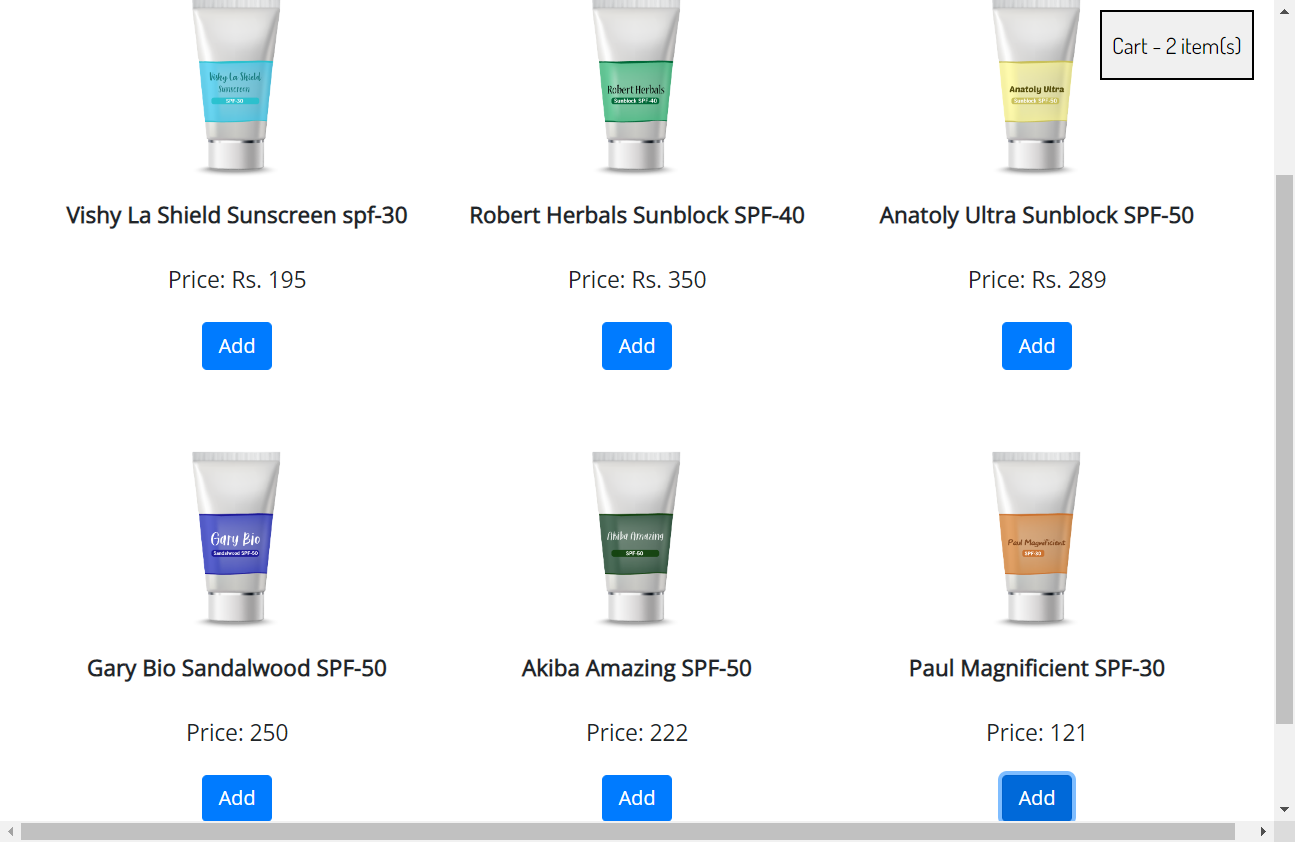 Cart - 2 item(s)
Vishy La Shield
Sunscreen
SPF-30
Robert Herbals
Sunblock SPF-40
Anatoly Ultra
Sunblock SPF-50
Vishy La Shield Sunscreen spf-30
Robert Herbals Sunblock SPF-40
Anatoly Ultra Sunblock SPF-50
Price: Rs. 195
Price: Rs. 350
Price: Rs. 289
Add
Add
Add
Gary Bio
Sandalwood SPF-50
Akiba Amazing
SPF-50
Paul Magnificient
SPF-30
Gary Bio Sandalwood SPF-50
Akiba Amazing SPF-50
Paul Magnificient SPF-30
Price: 250
Price: 222
Price: 121
Add
Add
Add